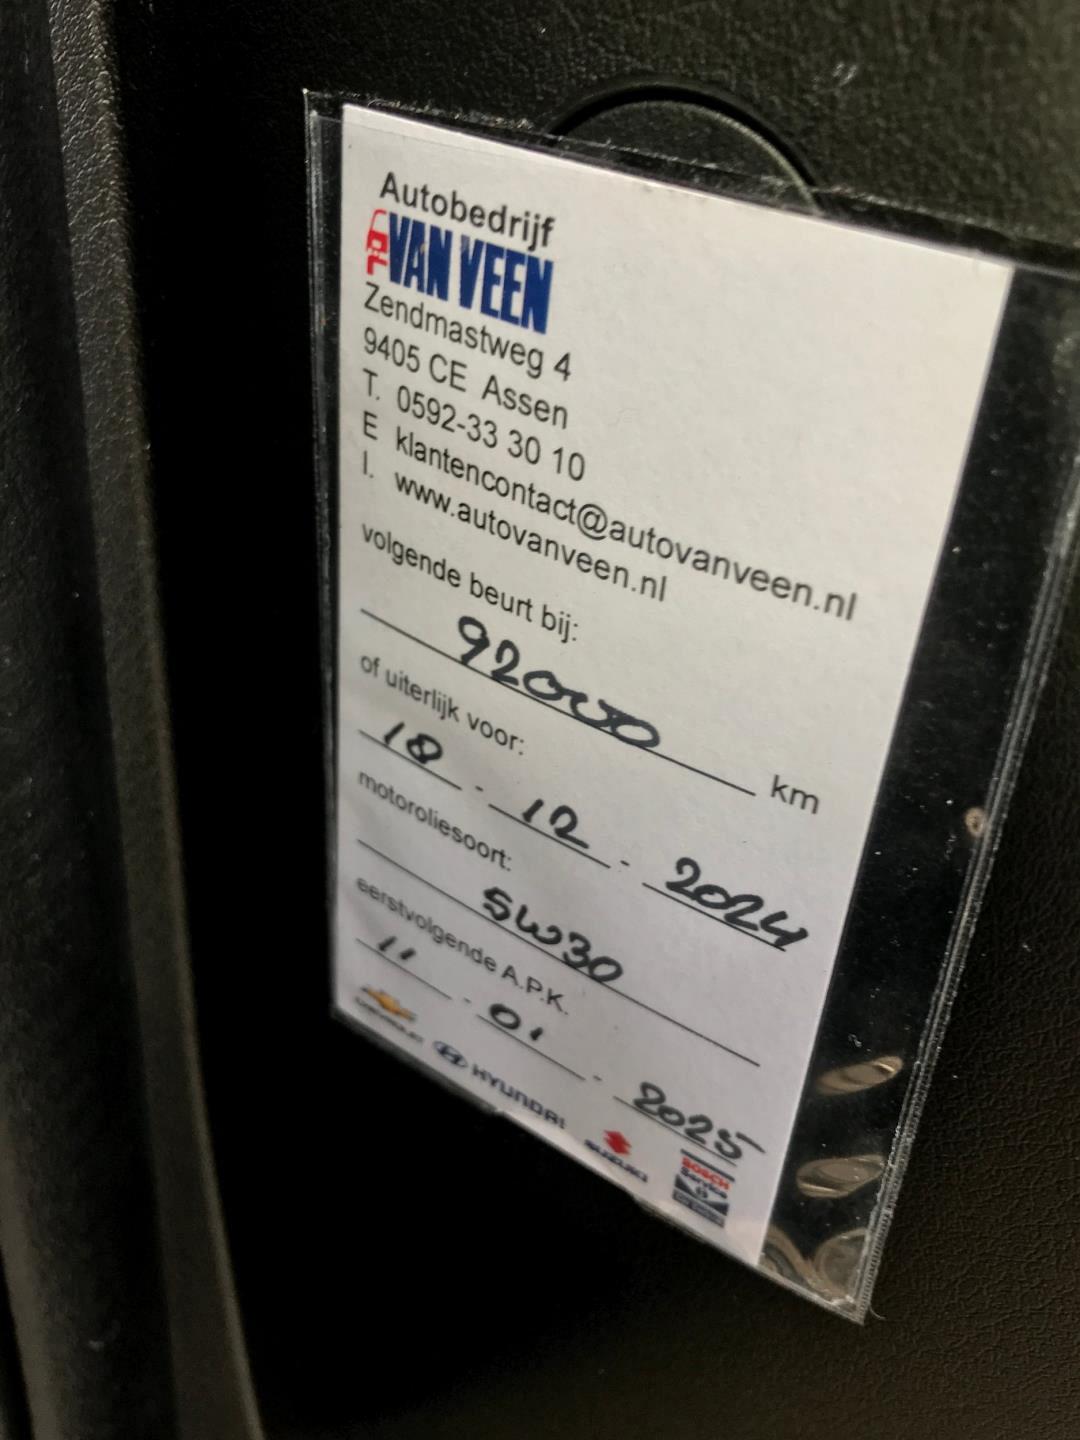 Autobedrijf
VAN VEEN
Zendmastweg 4
9405 CE Assen
T. 0592-33 30 10
E klantencontact@autovanveen.nl
I. www.autovanveen.nl
volgende beurt bij:
92000 km
of uiterlijk voor:
18 - 12 - 2024
motoroliesoort:
5W30
eerstvolgende A.P.K.
11 - 01 - 2025
CHEVROLET HYUNDAI SUZUKI BOSCH
Service